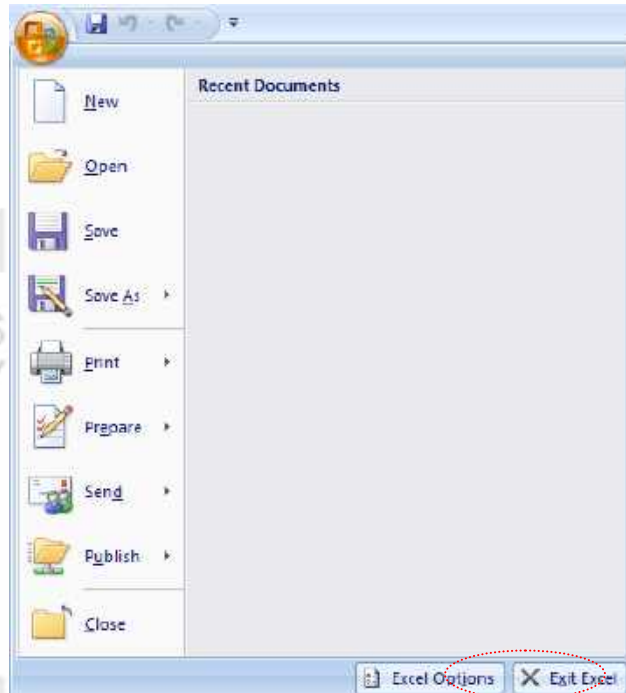 Recent Documents
New
Open
Save
Save As
Print
Prepare
Send
Publish
Close
Excel Options
Exit Excel